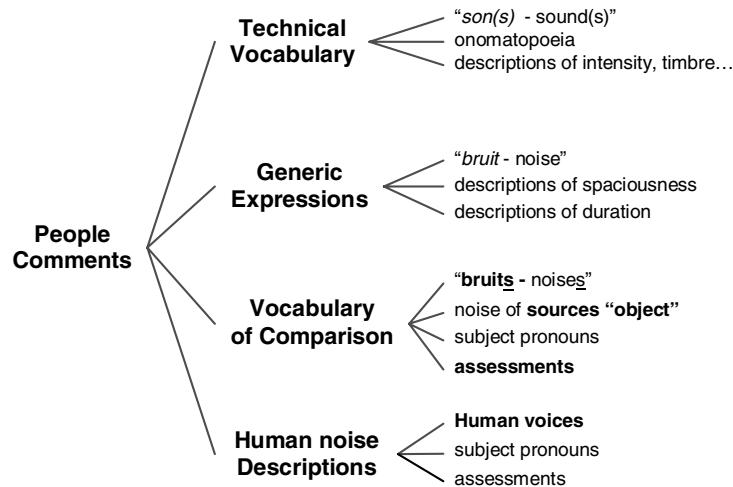 People
Comments
Technical
Vocabulary
“son(s) - sound(s)”
onomatopoeia
descriptions of intensity, timbre…
Generic
Expressions
“bruit - noise”
descriptions of spaciousness
descriptions of duration
Vocabulary
of Comparison
“bruits - noises”
noise of sources “object”
subject pronouns
assessments
Human noise
Descriptions
Human voices
subject pronouns
assessments